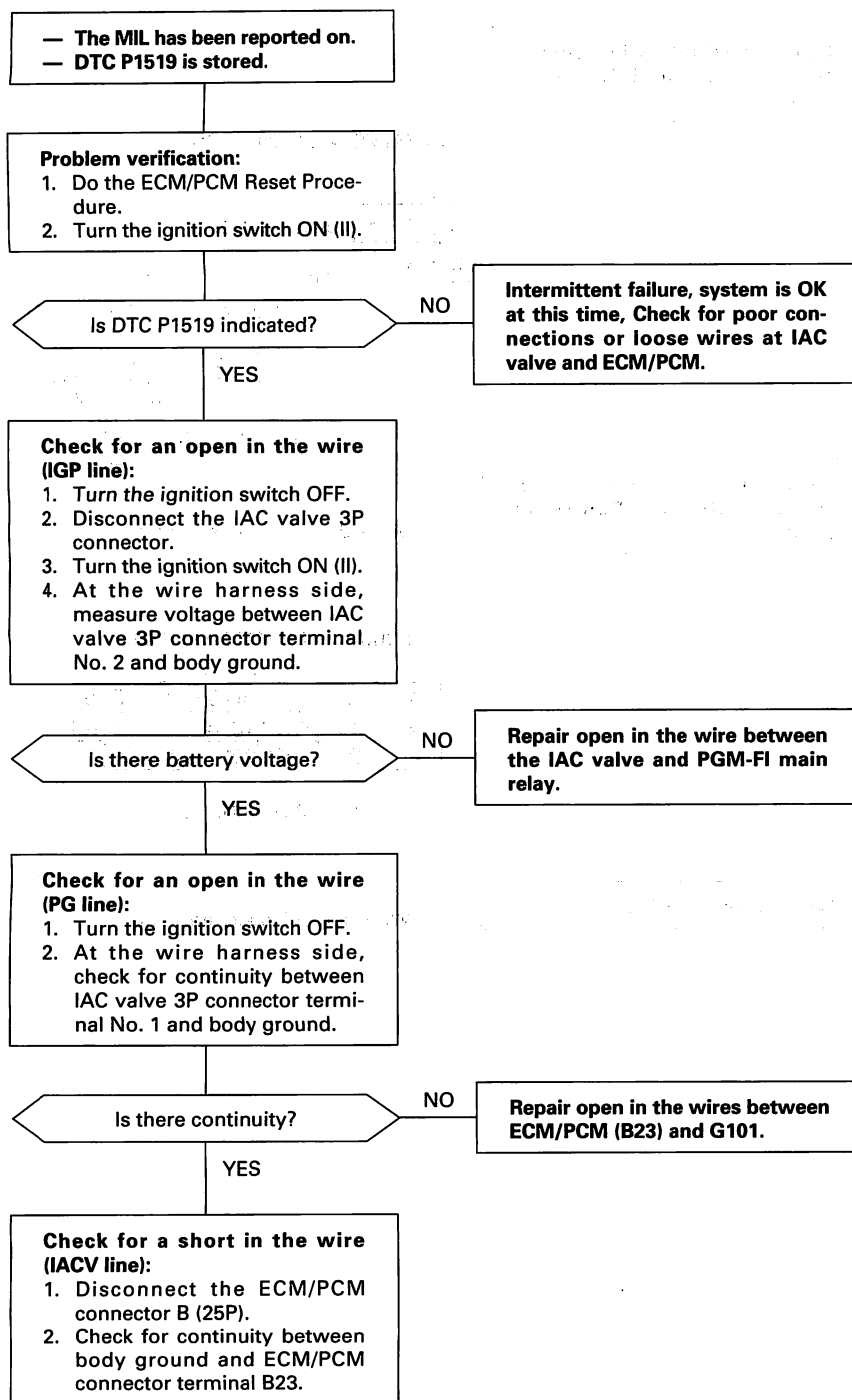 — The MIL has been reported on.
— DTC P1519 is stored.
Problem verification:
1. Do the ECM/PCM Reset Proce-
dure.
2. Turn the ignition switch ON (II).
Is DTC P1519 indicated?
NO
Intermittent failure, system is OK
at this time, Check for poor con-
nections or loose wires at IAC
valve and ECM/PCM.
YES
Check for an open in the wire
(IGP line):
1. Turn the ignition switch OFF.
2. Disconnect the IAC valve 3P
connector.
3. Turn the ignition switch ON (II).
4. At the wire harness side,
measure voltage between IAC
valve 3P connector terminal
No. 2 and body ground.
Is there battery voltage?
NO
Repair open in the wire between
the IAC valve and PGM-FI main
relay.
YES
Check for an open in the wire
(PG line):
1. Turn the ignition switch OFF.
2. At the wire harness side,
check for continuity between
IAC valve 3P connector termi-
nal No. 1 and body ground.
Is there continuity?
NO
Repair open in the wires between
ECM/PCM (B23) and G101.
YES
Check for a short in the wire
(IACV line):
1. Disconnect the ECM/PCM
connector B (25P).
2. Check for continuity between
body ground and ECM/PCM
connector terminal B23.